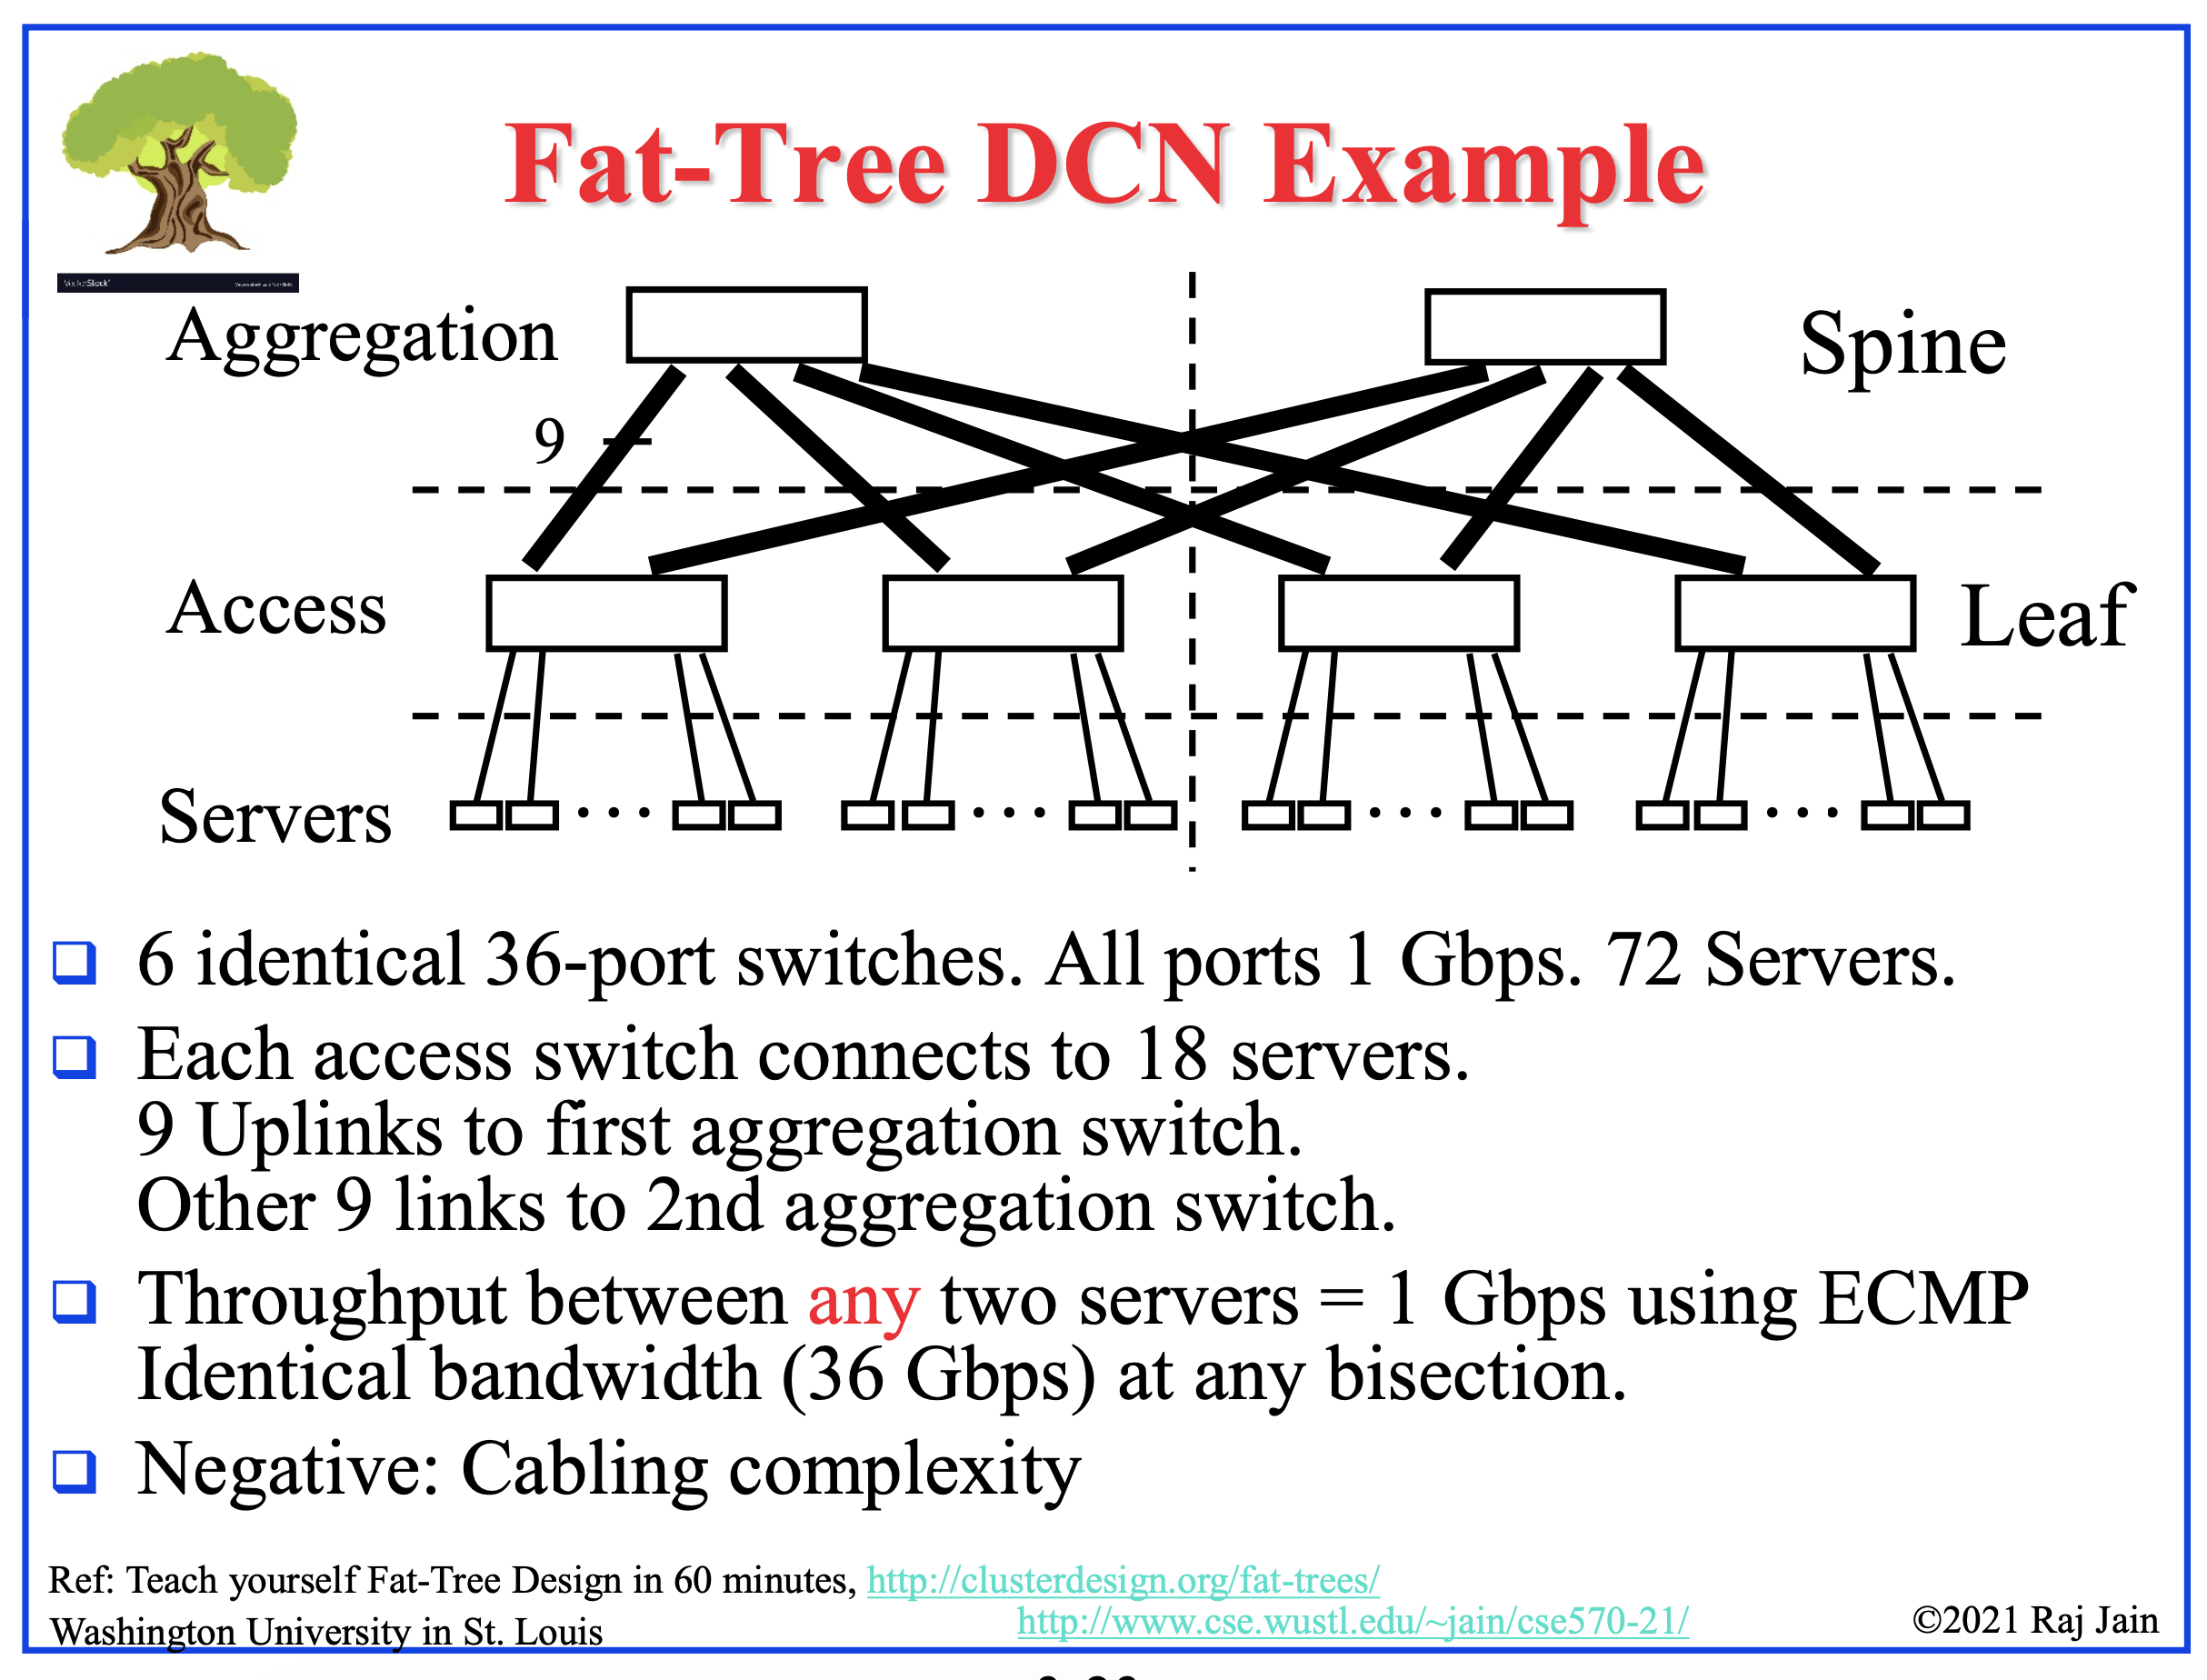 Fat-Tree DCN Example
VectorStock®
Aggregation
Spine
9
Access
Leaf
Servers
6 identical 36-port switches. All ports 1 Gbps. 72 Servers.
Each access switch connects to 18 servers.
9 Uplinks to first aggregation switch.
Other 9 links to 2nd aggregation switch.
Throughput between any two servers = 1 Gbps using ECMP
Identical bandwidth (36 Gbps) at any bisection.
Negative: Cabling complexity
Ref: Teach yourself Fat-Tree Design in 60 minutes, http://clusterdesign.org/fat-trees/
http://www.cse.wustl.edu/~jain/cse570-21/
Washington University in St. Louis
©2021 Raj Jain